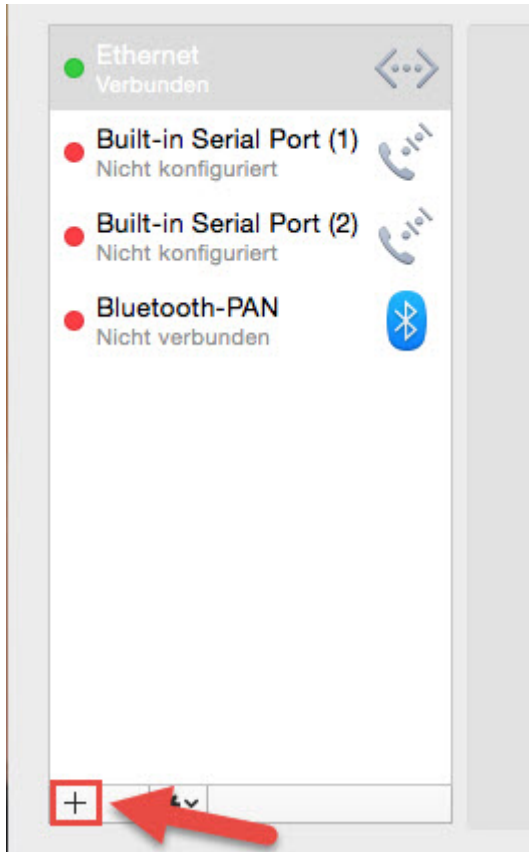 Ethernet
Verbunden
Built-in Serial Port (1)
Nicht konfiguriert
Built-in Serial Port (2)
Nicht konfiguriert
Bluetooth-PAN
Nicht verbunden